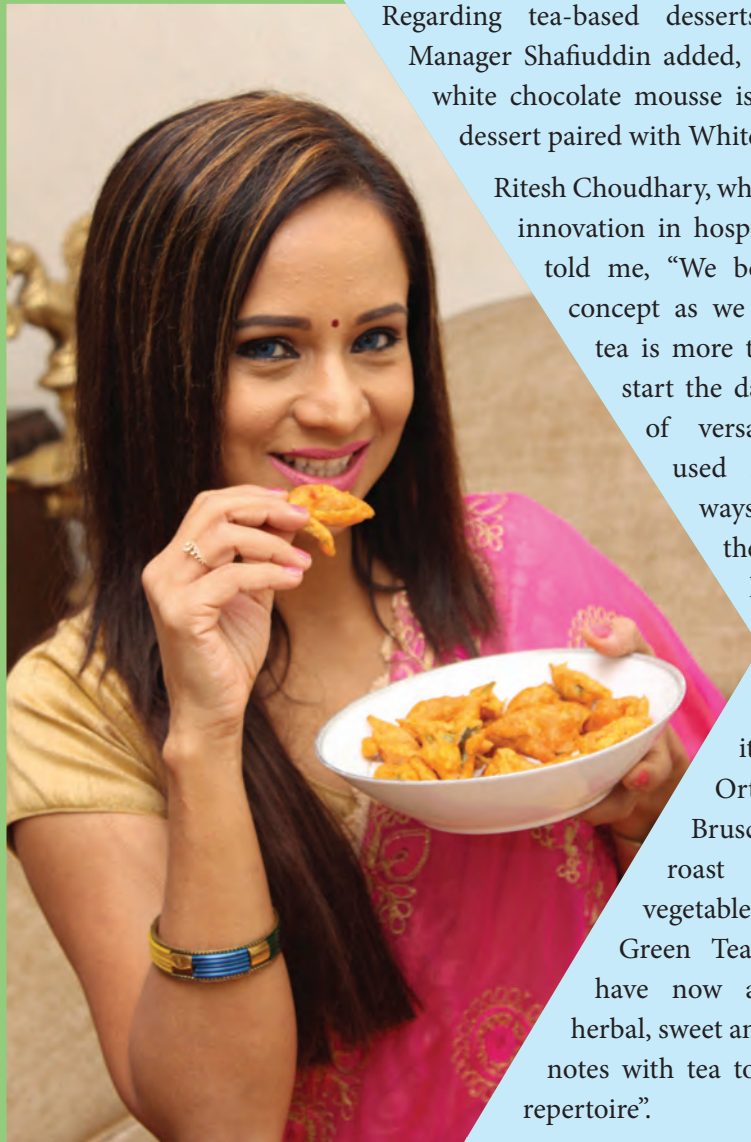 Regarding tea-based desserts
Manager Shafiuddin added,
white chocolate mousse is
dessert paired with White
Ritesh Choudhary, wh
innovation in hospi
told me, “We be
concept as we
tea is more t
start the da
of versa
used
ways
the
it
Ort
Brusc
roast
vegetable
Green Tea
have now a
herbal, sweet an
notes with tea to
repertoire”.